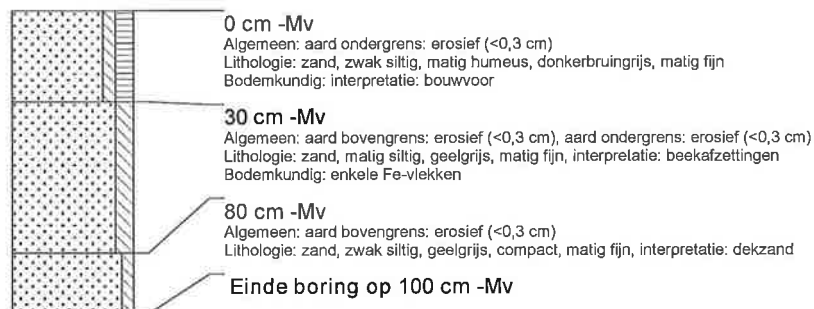 0 cm -Mv
Algemeen: aard ondergrens: erosief (<0,3 cm)
Lithologie: zand, zwak siltig, matig humeus, donkerbruingrijs, matig fijn
Bodemkundig: interpretatie: bouwvoor
30 cm -Mv
Algemeen: aard bovengrens: erosief (<0,3 cm), aard ondergrens: erosief (<0,3 cm)
Lithologie: zand, matig siltig, geelgrijs, matig fijn, interpretatie: beekafzettingen
Bodemkundig: enkele Fe-vlekken
80 cm -Mv
Algemeen: aard bovengrens: erosief (<0,3 cm)
Lithologie: zand, zwak siltig, geelgrijs, compact, matig fijn, interpretatie: dekzand
Einde boring op 100 cm -Mv